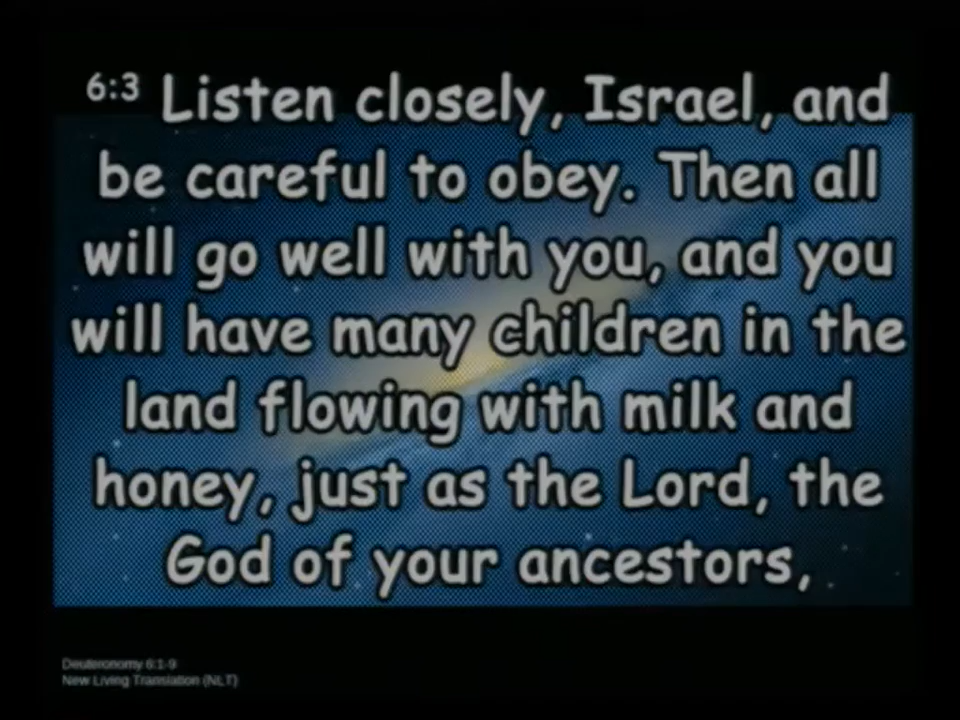 6:3 Listen closely, Israel, and
be careful to obey. Then all
will go well with you, and you
will have many children in the
land flowing with milk and
honey, just as the Lord, the
God of your ancestors,
Deuteronomy 6:1-9
New Living Translation (NLT)